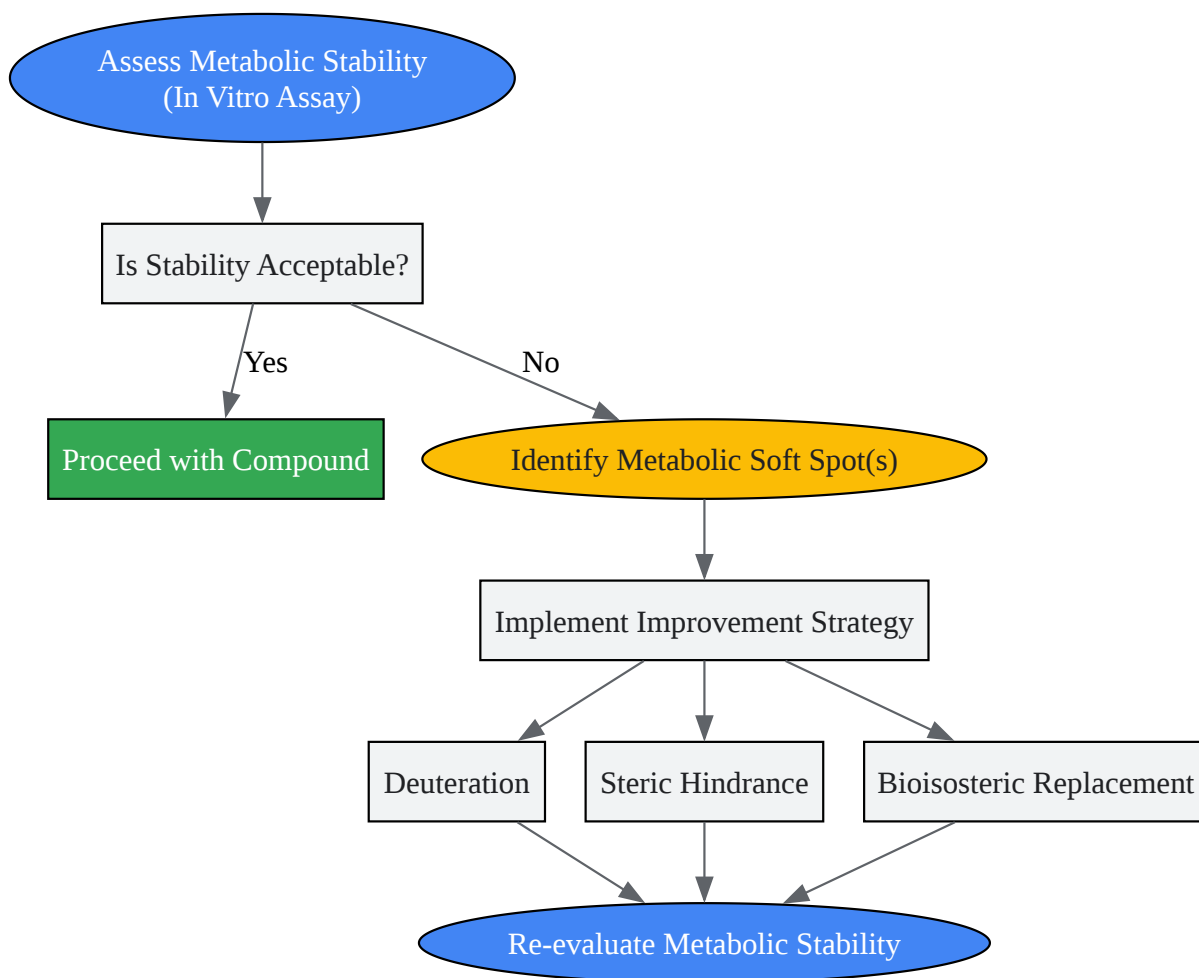 Assess Metabolic Stability
(In Vitro Assay)
Is Stability Acceptable?
Yes
No
Proceed with Compound
Identify Metabolic Soft Spot(s)
Implement Improvement Strategy
Deuteration
Steric Hindrance
Bioisosteric Replacement
Re-evaluate Metabolic Stability